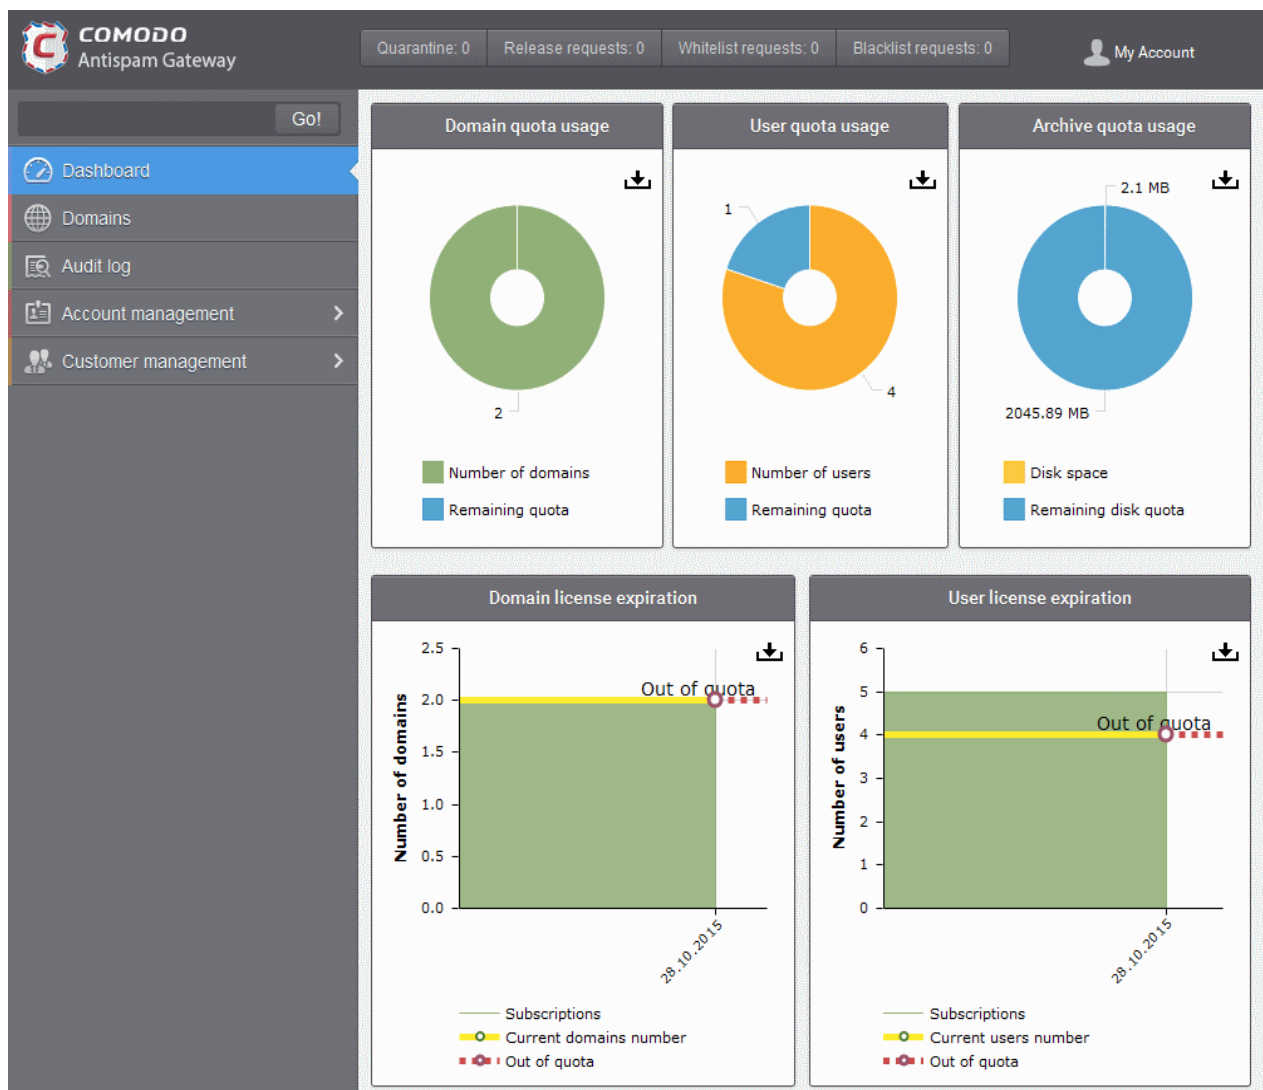 COMODO
Antispam Gateway
Quarantine: 0
Release requests: 0
Whitelist requests: 0
Blacklist requests: 0
My Account
Go!
Dashboard
Domains
Audit log
Account management
Customer management
Domain quota usage
2
Number of domains
Remaining quota
User quota usage
1
4
Number of users
Remaining quota
Archive quota usage
2.1 MB
2045.89 MB
Disk space
Remaining disk quota
Domain license expiration
Number of domains
2.5
2.0
1.5
1.0
0.5
0.0
Out of quota
28.10.2015
Subscriptions
Current domains number
Out of quota
User license expiration
Number of users
6
5
4
3
2
1
0
Out of quota
28.10.2015
Subscriptions
Current users number
Out of quota